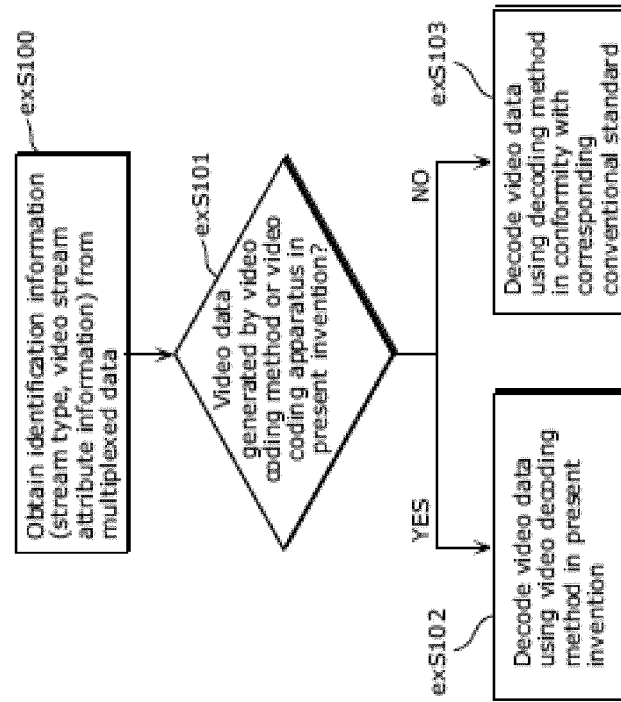 exS100
Obtain identification information
(stream type, video stream
attribute information) from
multiplexed data
exS101
Video data
generated by video
coding method or video
coding apparatus in
present invention?
YES
NO
exS102
Decode video data
using video decoding
method in present
invention
exS103
Decode video data
using decoding method
in conformity with
corresponding
conventional standard